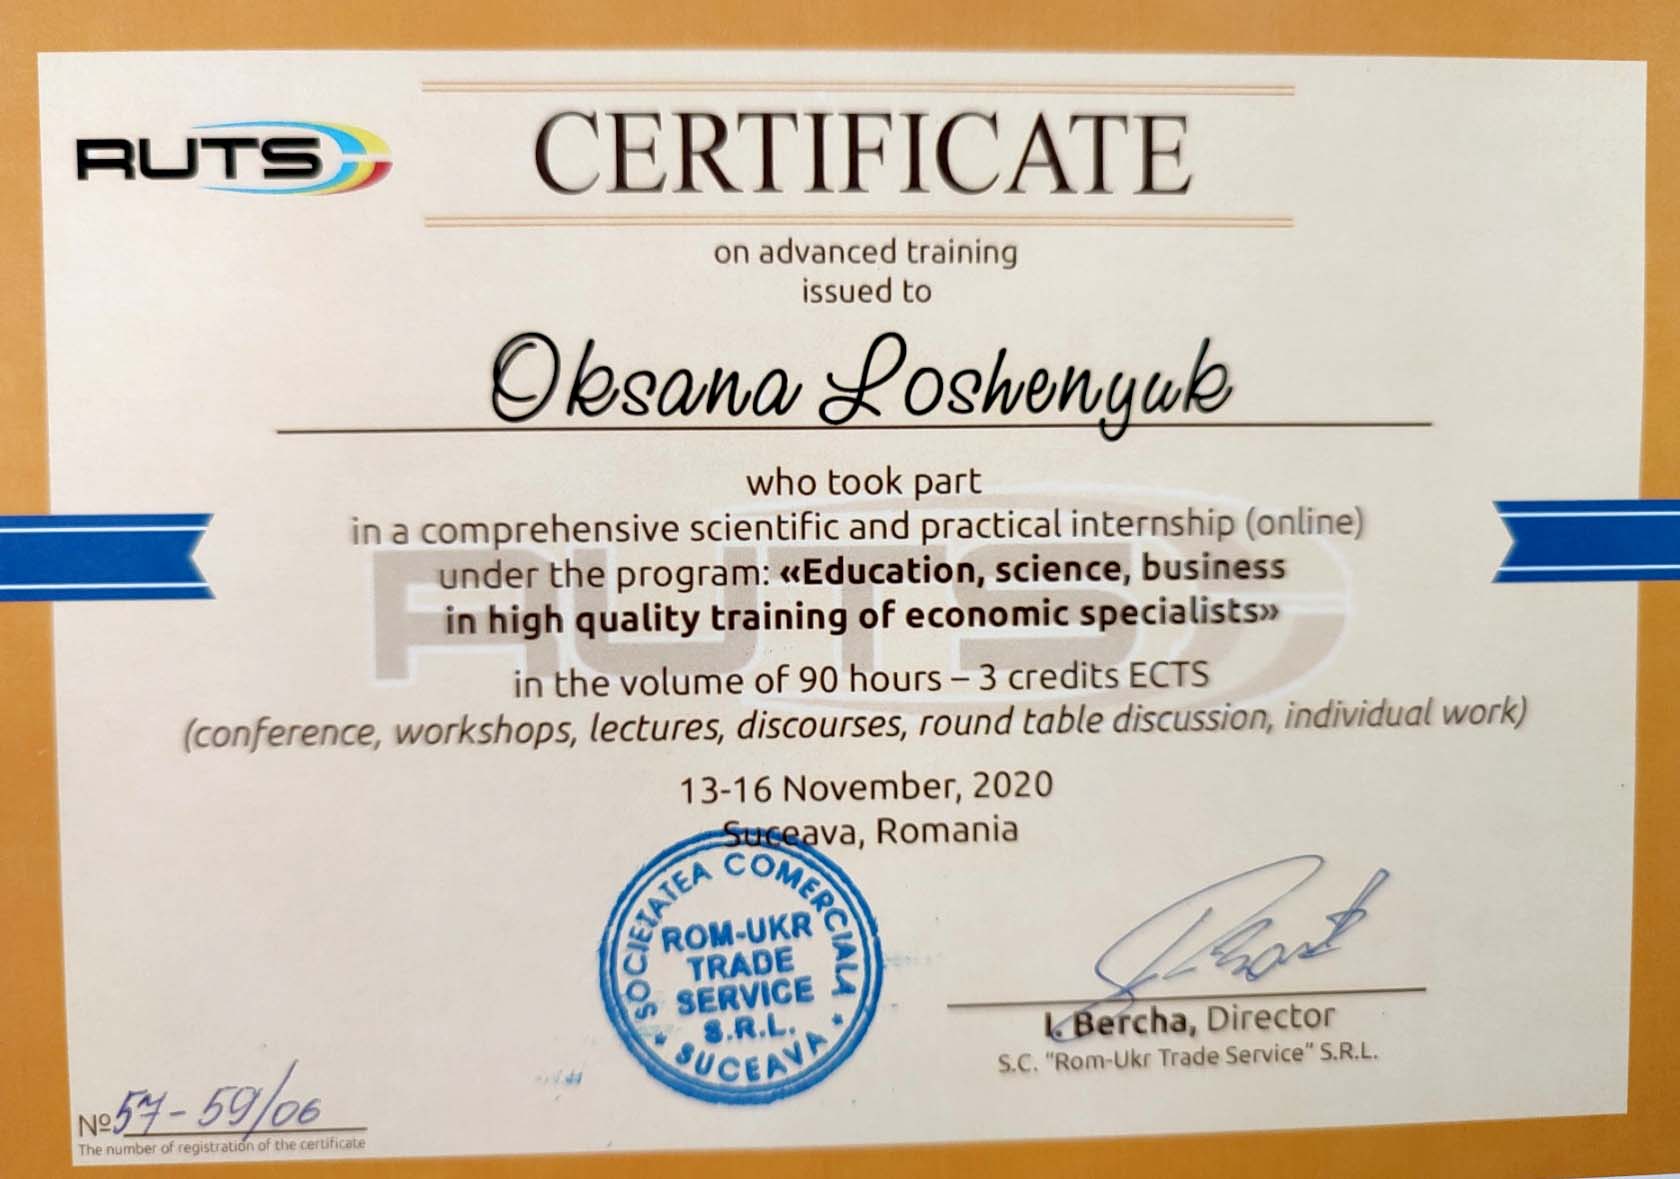 RUTS
CERTIFICATE
on advanced training
issued to
Oksana Loshenyuk
who took part
in a comprehensive scientific and practical internship (online)
under the program: «Education, science, business
in high quality training of economic specialists»
in the volume of 90 hours – 3 credits ECTS
(conference, workshops, lectures, discourses, round table discussion, individual work)
13-16 November, 2020
Suceava, Romania
SOCIETATEA COMERCIALA
ROM-UKR
TRADE
SERVICE
S.R.L.
* SUCEAVA *
I. Bercha, Director
S.C. "Rom-Ukr Trade Service" S.R.L.
№57-59/06
The number of registration of the certificate
RUTS